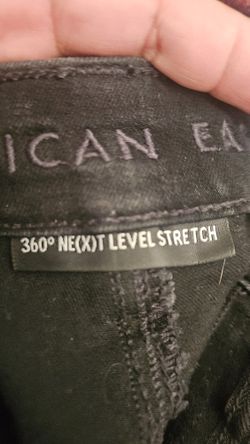 ICAN EA
360° NE(X)T LEVEL STRETCH